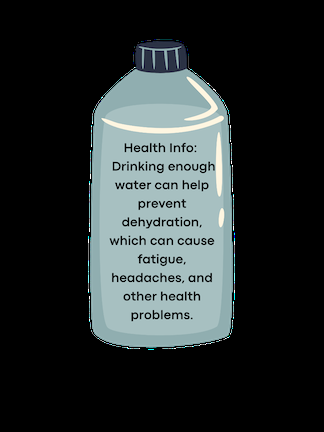 Health Info:
Drinking enough
water can help
prevent
dehydration,
which can cause
fatigue,
headaches, and
other health
problems.